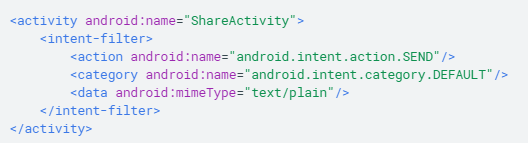 <activity android:name="ShareActivity">
    <intent-filter>
        <action android:name="android.intent.action.SEND"/>
        <category android:name="android.intent.category.DEFAULT"/>
        <data android:mimeType="text/plain"/>
    </intent-filter>
</activity>